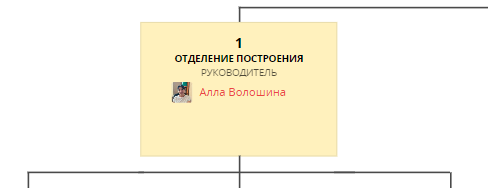 1
ОТДЕЛЕНИЕ ПОСТРОЕНИЯ
РУКОВОДИТЕЛЬ
Алла Волошина